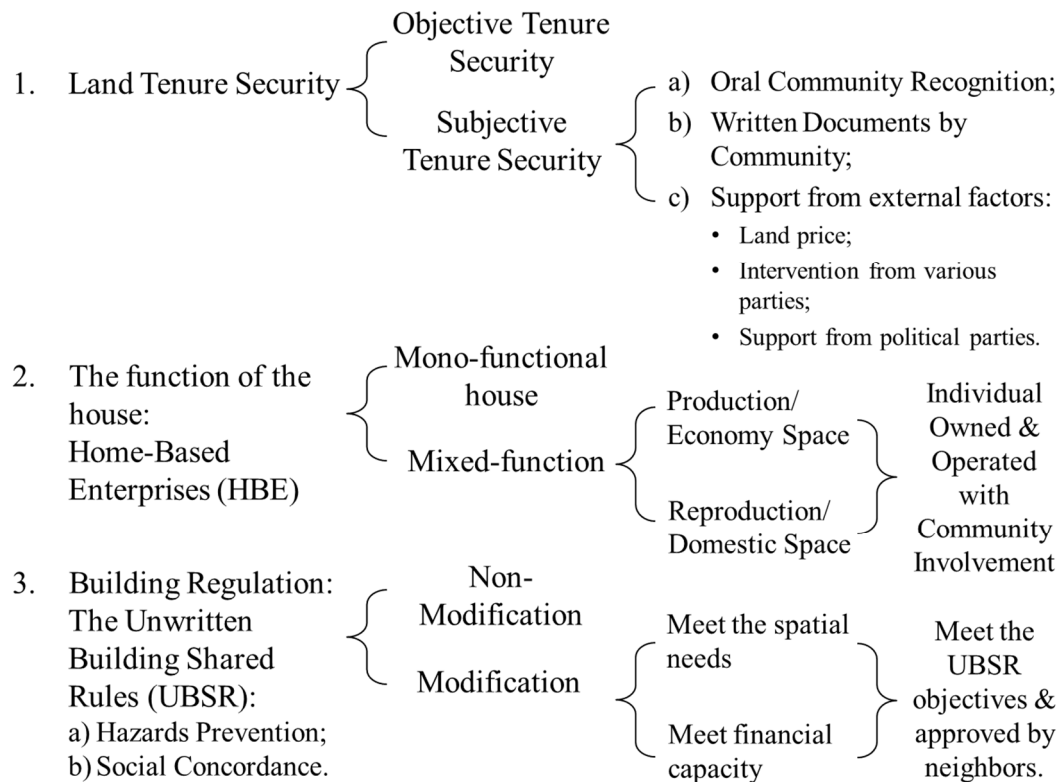 1. Land Tenure Security
Objective Tenure
Security
Subjective
Tenure Security
a) Oral Community Recognition;
b) Written Documents by
Community;
c) Support from external factors:
• Land price;
• Intervention from various
parties;
• Support from political parties.
2. The function of the
house:
Home-Based
Enterprises (HBE)
Mono-functional
house
Mixed-function
Production/
Economy Space
Reproduction/
Domestic Space
Individual
Owned &
Operated
with
Community
Involvement
3. Building Regulation:
The Unwritten
Building Shared
Rules (UBSR):
a) Hazards Prevention;
b) Social Concordance.
Non-
Modification
Modification
Meet the spatial
needs
Meet financial
capacity
Meet the
UBSR
objectives &
approved by
neighbors.